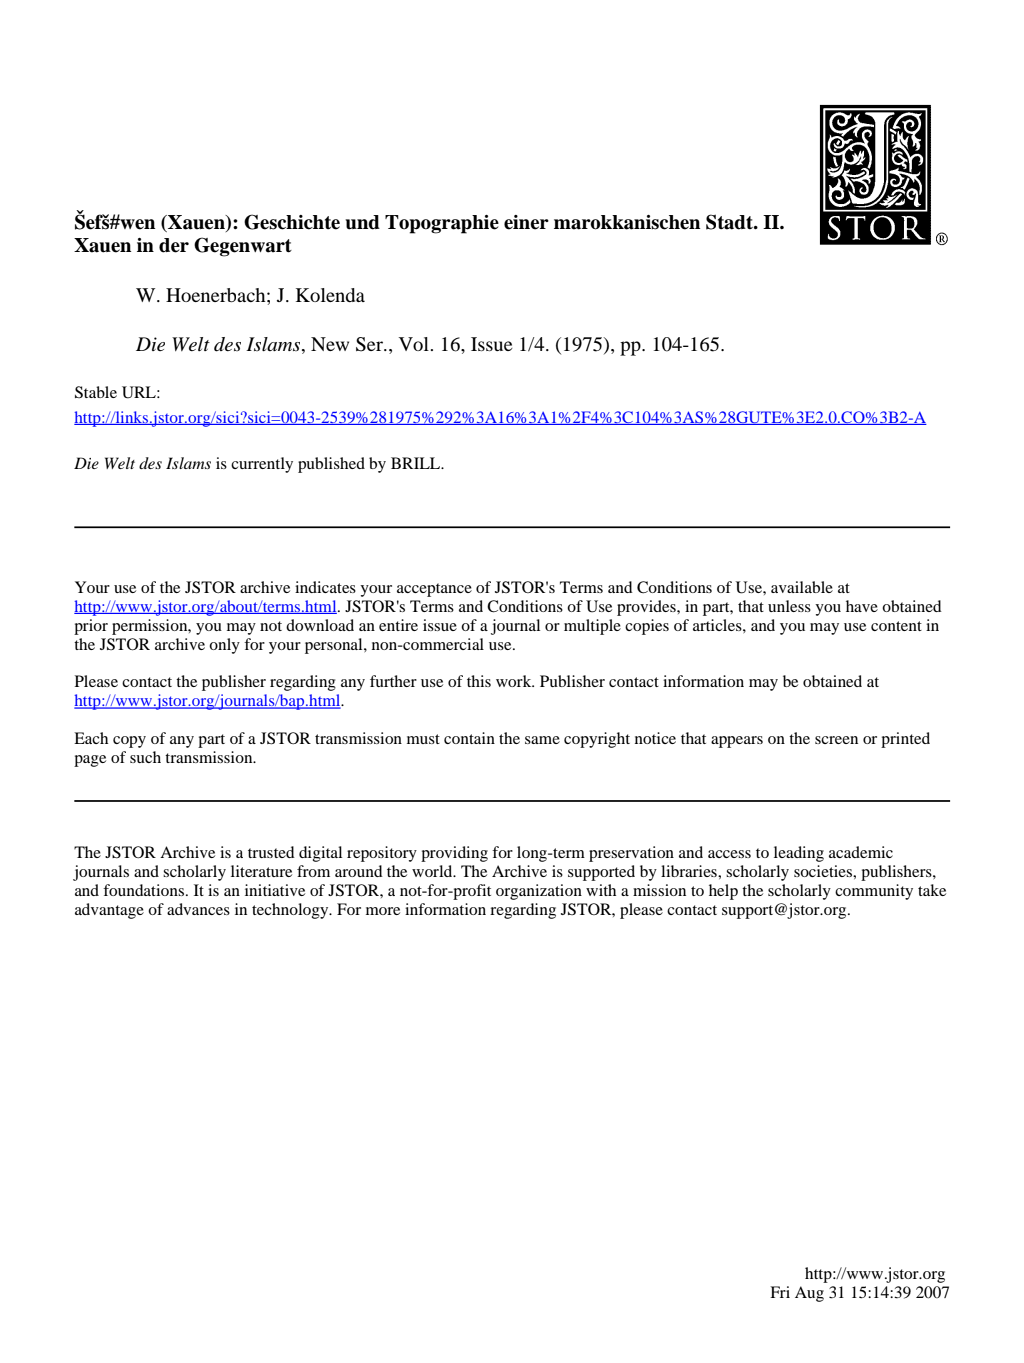 J
STOR ®
Šefš#wen (Xauen): Geschichte und Topographie einer marokkanischen Stadt. II.
Xauen in der Gegenwart
W. Hoenerbach; J. Kolenda
Die Welt des Islams, New Ser., Vol. 16, Issue 1/4. (1975), pp. 104-165.
Stable URL:
http://links.jstor.org/sici?sici=0043-2539%281975%292%3A16%3A1%2F4%3C104%3AS%28GUTE%3E2.0.CO%3B2-A
Die Welt des Islams is currently published by BRILL.
Your use of the JSTOR archive indicates your acceptance of JSTOR's Terms and Conditions of Use, available at
http://www.jstor.org/about/terms.html. JSTOR's Terms and Conditions of Use provides, in part, that unless you have obtained
prior permission, you may not download an entire issue of a journal or multiple copies of articles, and you may use content in
the JSTOR archive only for your personal, non-commercial use.
Please contact the publisher regarding any further use of this work. Publisher contact information may be obtained at
http://www.jstor.org/journals/bap.html.
Each copy of any part of a JSTOR transmission must contain the same copyright notice that appears on the screen or printed
page of such transmission.
The JSTOR Archive is a trusted digital repository providing for long-term preservation and access to leading academic
journals and scholarly literature from around the world. The Archive is supported by libraries, scholarly societies, publishers,
and foundations. It is an initiative of JSTOR, a not-for-profit organization with a mission to help the scholarly community take
advantage of advances in technology. For more information regarding JSTOR, please contact support@jstor.org.
http://www.jstor.org
Fri Aug 31 15:14:39 2007